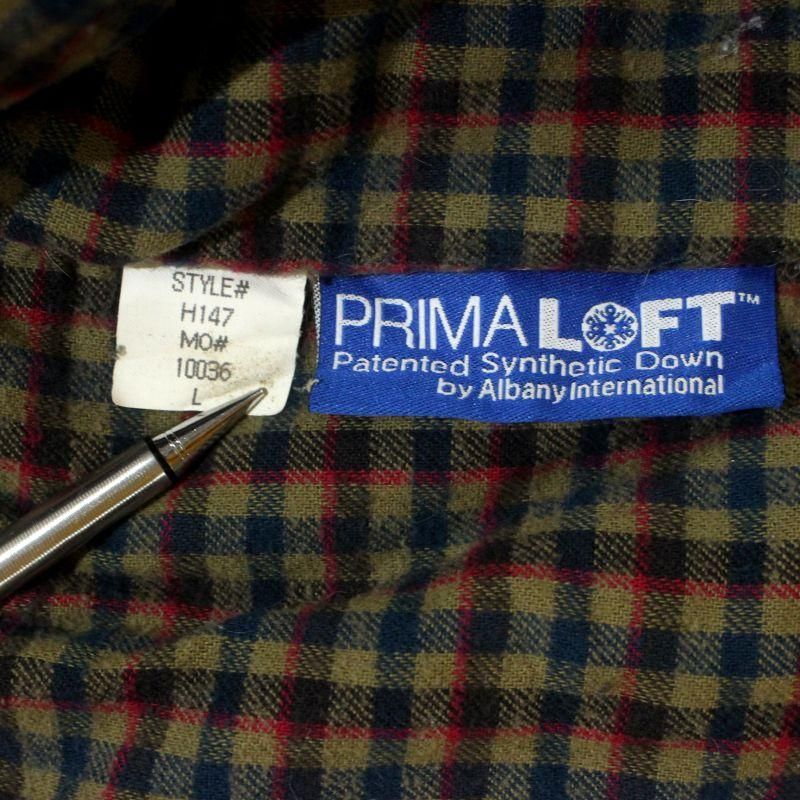 STYLE#
H147
MO#
10036
L
PRIMALOFT™
Patented Synthetic Down
by Albany International